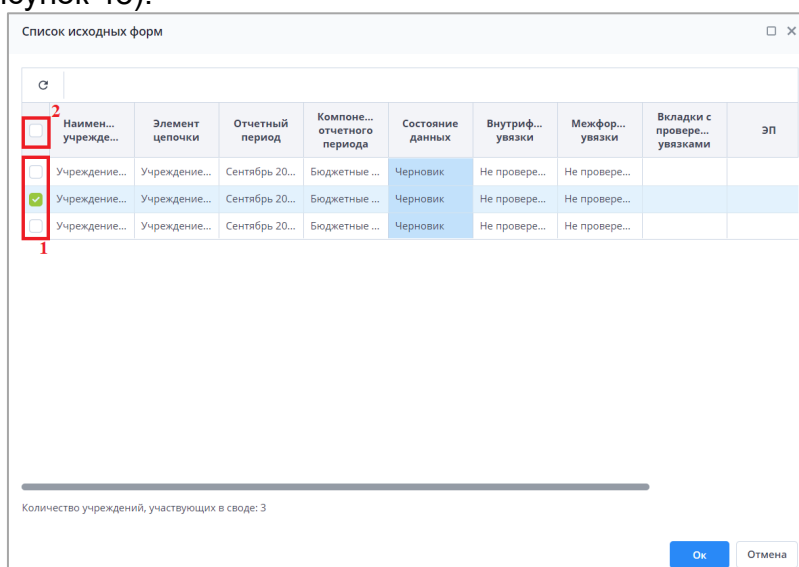 Список исходных форм
2
Наимен... учрежде... Элемент цепочки Отчетный период Компоне... отчетного периода Состояние данных Внутриф... увязки Межфор... увязки Вкладки с провере... увязками ЭП
Учреждение... Учреждение... Сентябрь 20... Бюджетные ... Черновик Не провере... Не провере...
Учреждение... Учреждение... Сентябрь 20... Бюджетные ... Черновик Не провере... Не провере...
Учреждение... Учреждение... Сентябрь 20... Бюджетные ... Черновик Не провере... Не провере...
1
Количество учреждений, участвующих в своде: 3
Ок Отмена